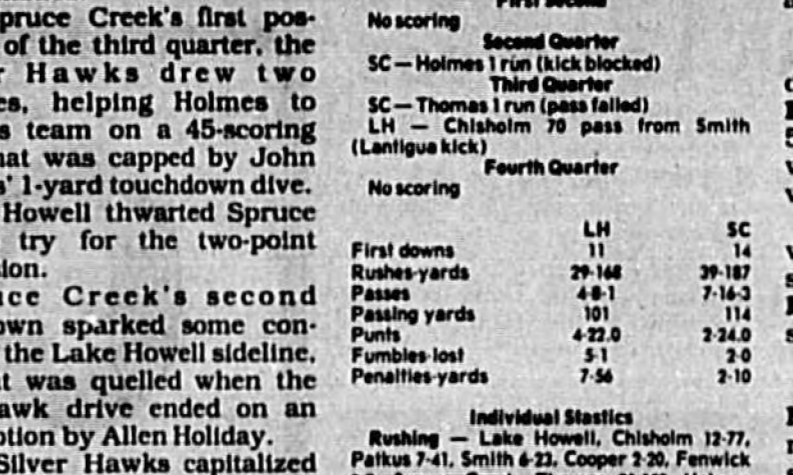 pruce Creek's first pos-
of the third quarter, the
r Hawks drew two
es, helping Holmes to
s team on a 45-scoring
hat was capped by John
s' 1-yard touchdown dive.
Howell thwarted Spruce
try for the two-point
ion.
uce Creek's second
own sparked some con-
the Lake Howell sideline,
t was quelled when the
awk drive ended on an
ption by Allen Holiday.
Silver Hawks capitalized
First Second
No scoring
Second Quarter
SC — Holmes 1 run (kick blocked)
Third Quarter
SC — Thomas 1 run (pass failed)
LH — Chisholm 70 pass from Smith
(Lantigua kick)
Fourth Quarter
No scoring
LH SC
First downs 11 14
Rushes-yards 29-168 39-187
Passes 4-8-1 7-16-3
Passing yards 101 114
Punts 4-22.0 2-24.0
Fumbles-lost 5-1 2-0
Penalties-yards 7-56 2-10
Individual Stastics
Rushing — Lake Howell, Chisholm 12-77,
Patkus 7-41, Smith 6-23, Cooper 2-20, Fenwick